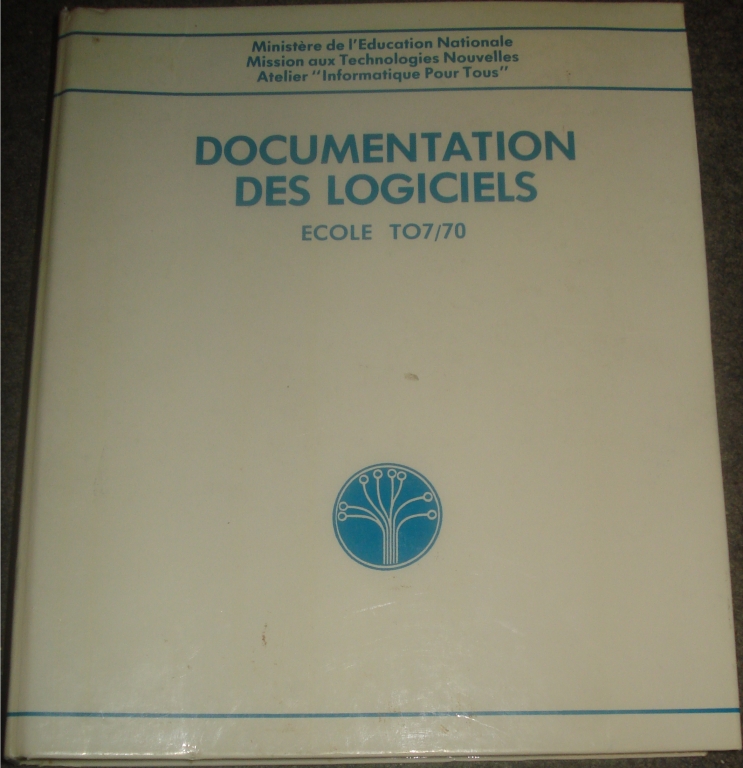 Ministère de l'Education Nationale
Mission aux Technologies Nouvelles
Atelier "Informatique Pour Tous"
DOCUMENTATION
DES LOGICIELS
ECOLE TO7/70